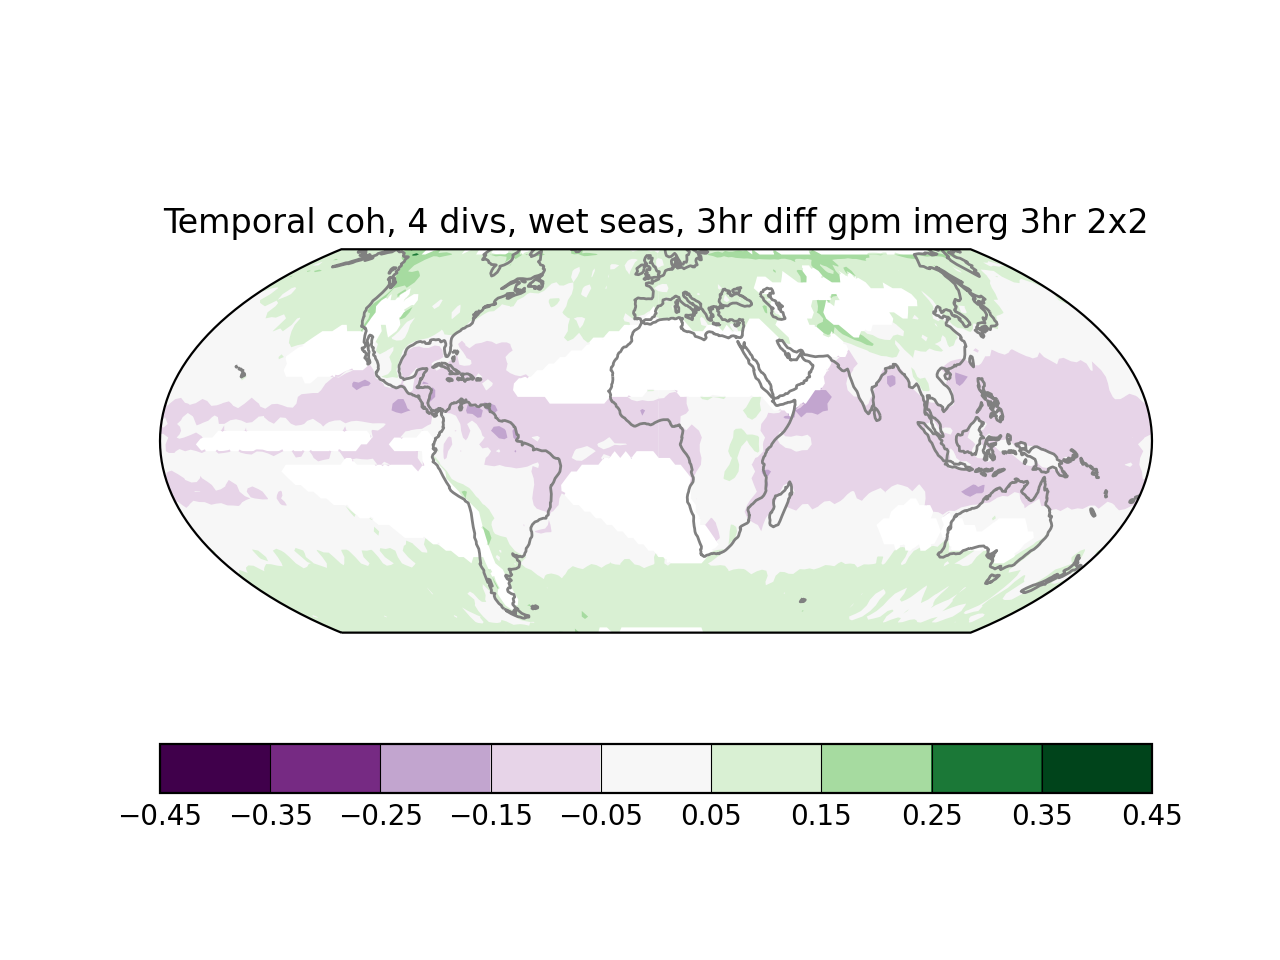 Temporal coh, 4 divs, wet seas, 3hr diff gpm imerg 3hr 2x2
−0.45 −0.35 −0.25 −0.15 −0.05 0.05 0.15 0.25 0.35 0.45